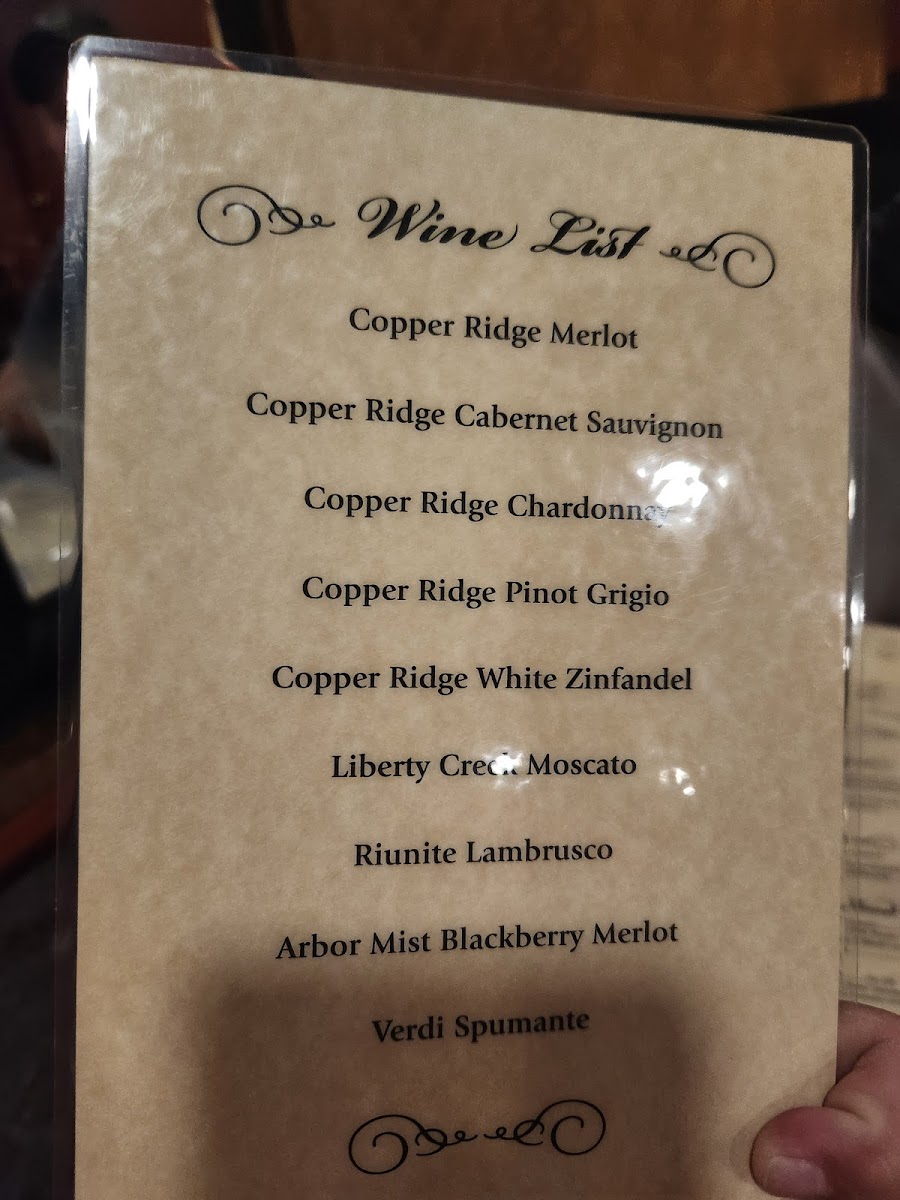 Wine List
Copper Ridge Merlot
Copper Ridge Cabernet Sauvignon
Copper Ridge Chardonnay
Copper Ridge Pinot Grigio
Copper Ridge White Zinfandel
Liberty Creek Moscato
Riunite Lambrusco
Arbor Mist Blackberry Merlot
Verdi Spumante